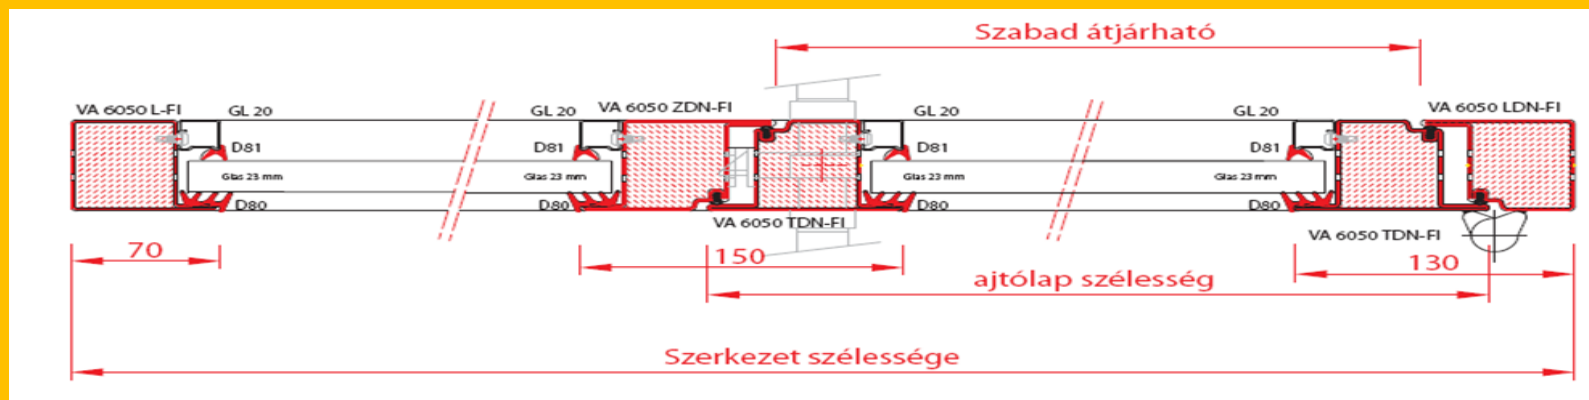 Szabad átjárható
VA 6050 L-FI GL 20 VA 6050 ZDN-FI GL 20 GL 20 VA 6050 LDN-FI
D81 D81 D81 D81
Glas 23 mm Glas 23 mm Glas 23 mm Glas 23 mm
D80 D80 D80 D80
VA 6050 TDN-FI VA 6050 TDN-FI
70 150 130
ajtólap szélesség
Szerkezet szélessége